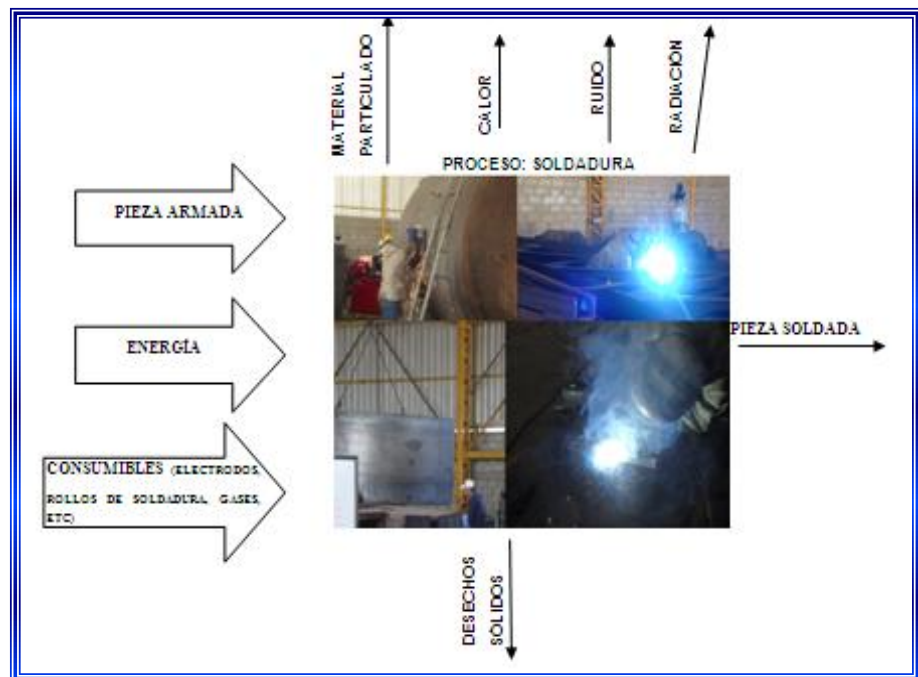 MATERIAL
PARTICULADO
CALOR
RUIDO
RADIACIÓN
PROCESO: SOLDADURA
PIEZA ARMADA
ENERGÍA
PIEZA SOLDADA
CONSUMIBLES (ELECTRODOS,
ROLLOS DE SOLDADURA, GASES,
ETC)
DESECHOS
SÓLIDOS